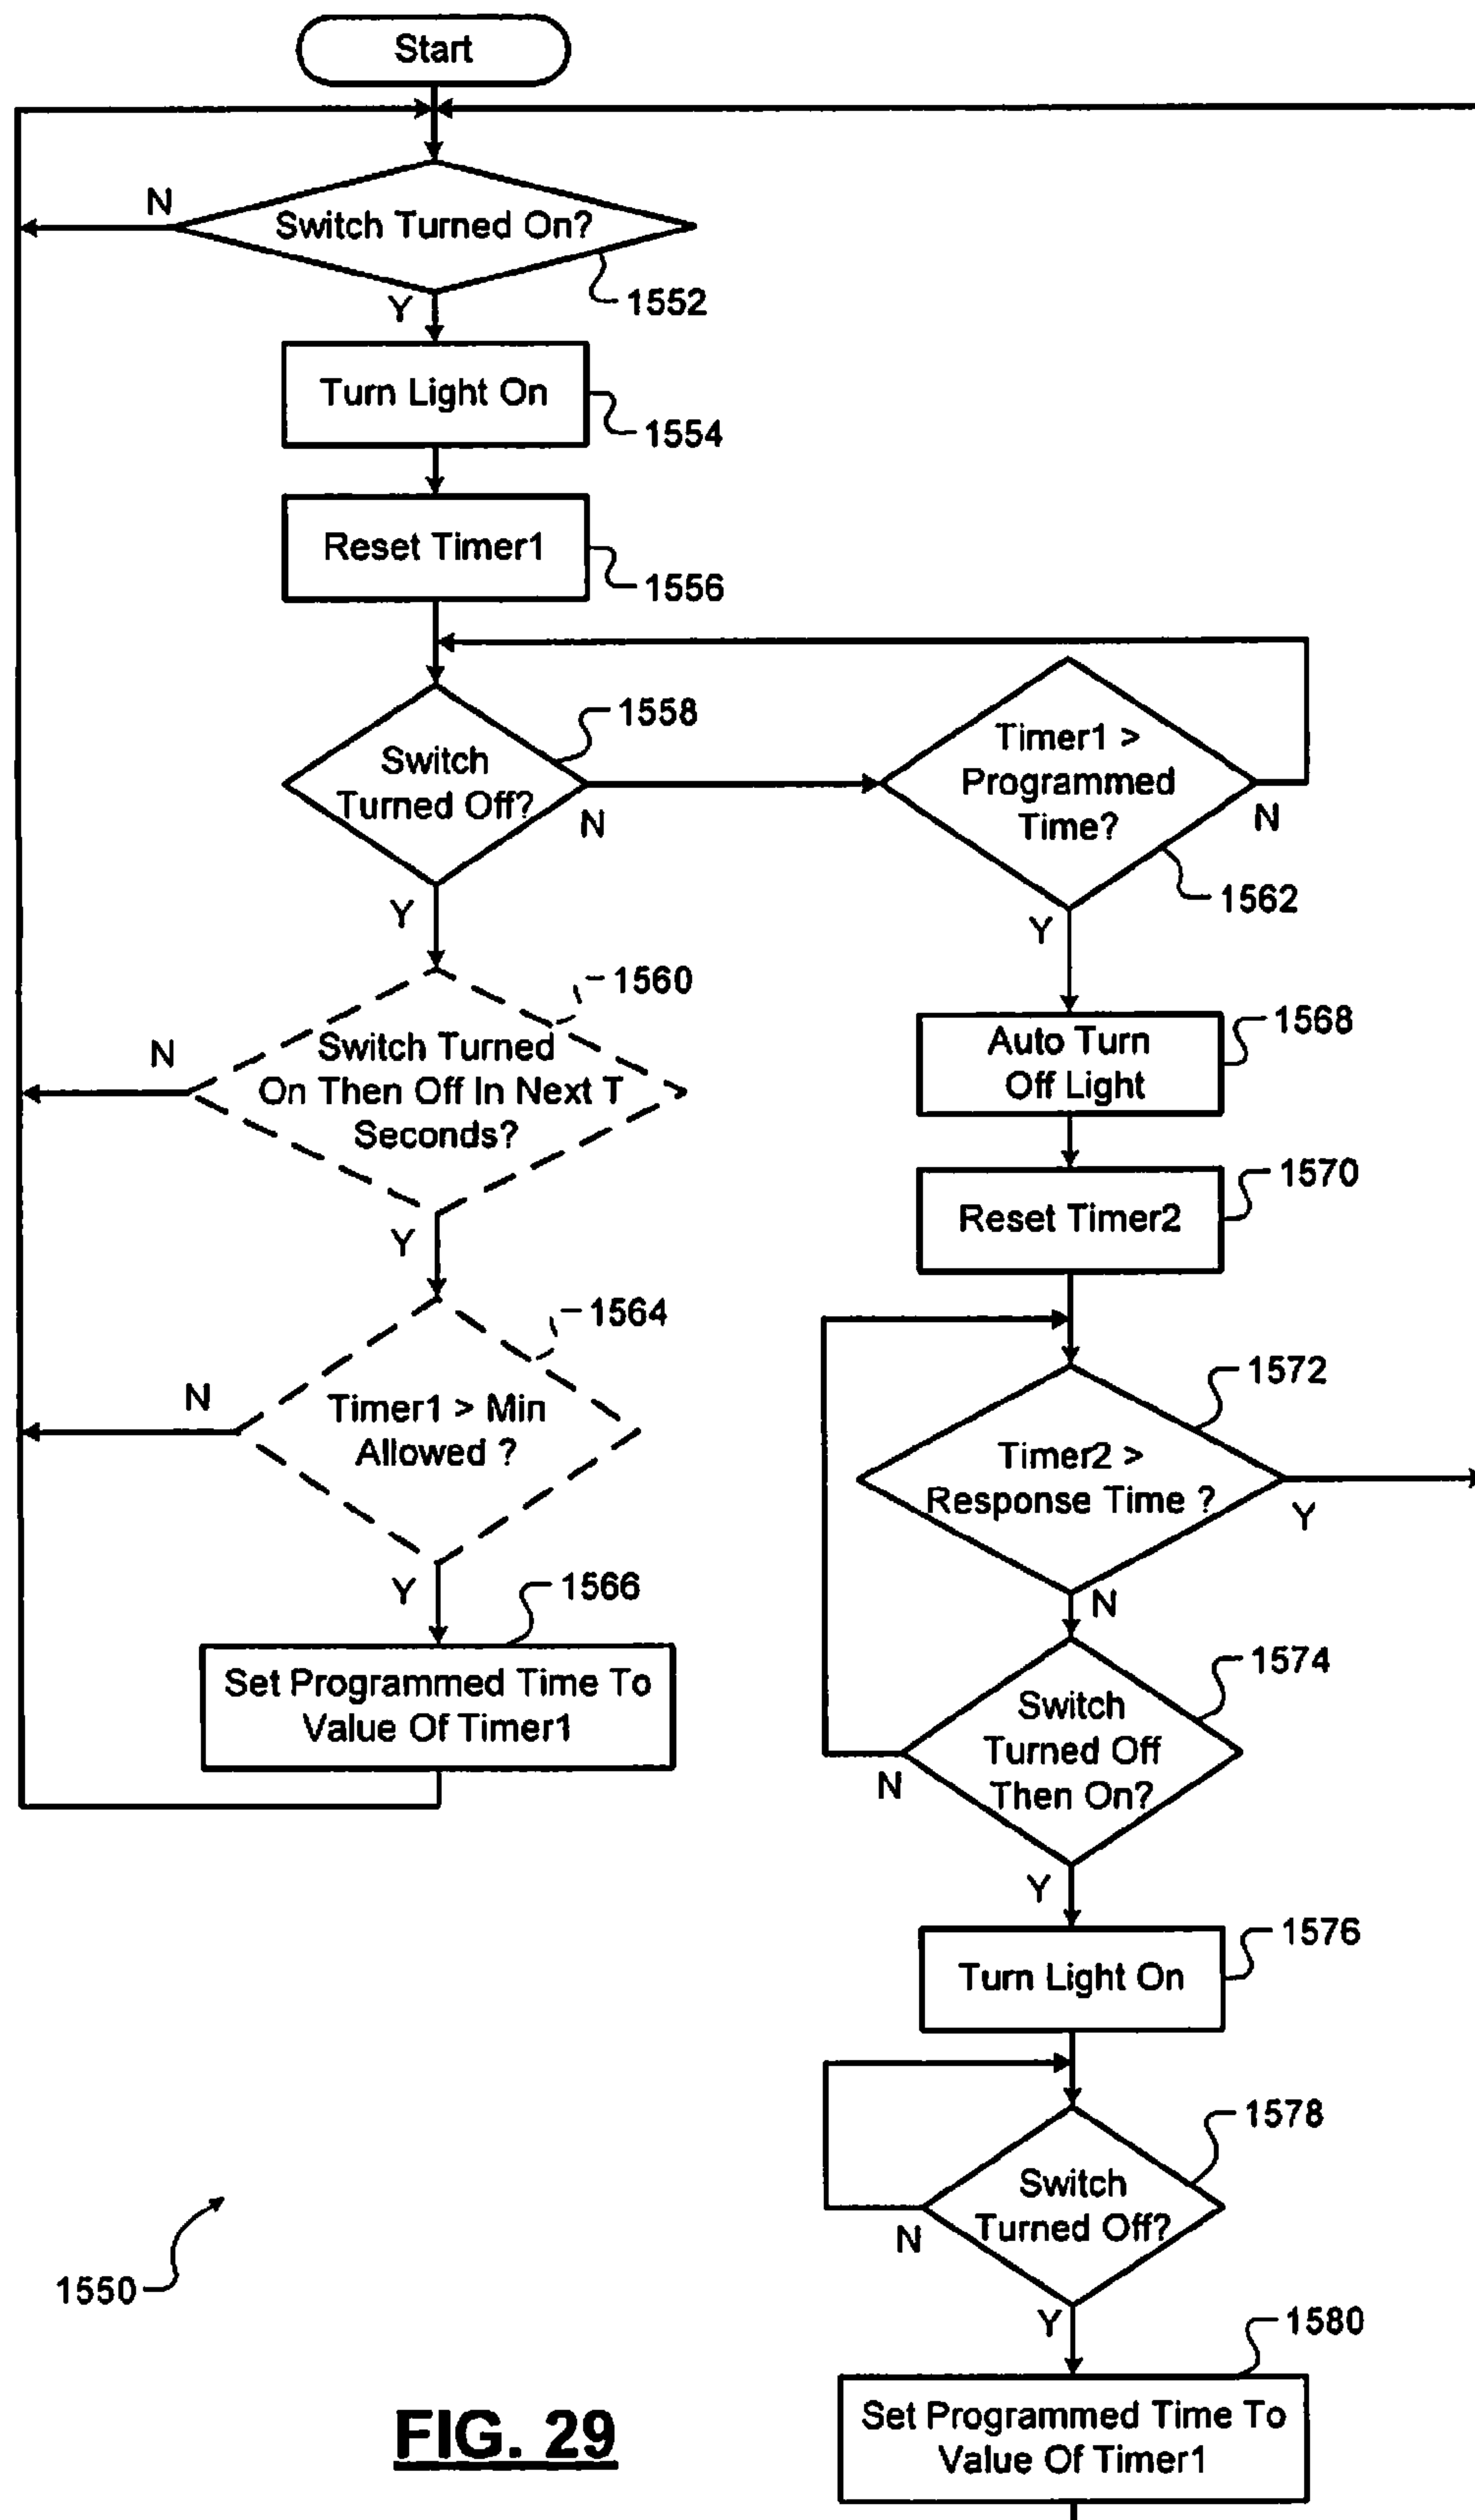 Start
N
Switch Turned On?
1552
Y
Turn Light On
1554
Reset Timer1
1556
1558
Switch
Turned Off?
N
Timer1 >
Programmed
Time?
N
1562
Y
Y
1560
Switch Turned
On Then Off In Next T
Seconds?
N
Y
1568
Auto Turn
Off Light
1570
Reset Timer2
1564
Timer1 > Min
Allowed ?
N
Y
1572
Timer2 >
Response Time ?
Y
N
1566
Set Programmed Time To
Value Of Timer1
1574
Switch
Turned Off
Then On?
N
Y
1576
Turn Light On
1578
Switch
Turned Off?
N
Y
1580
Set Programmed Time To
Value Of Timer1
1550
FIG. 29